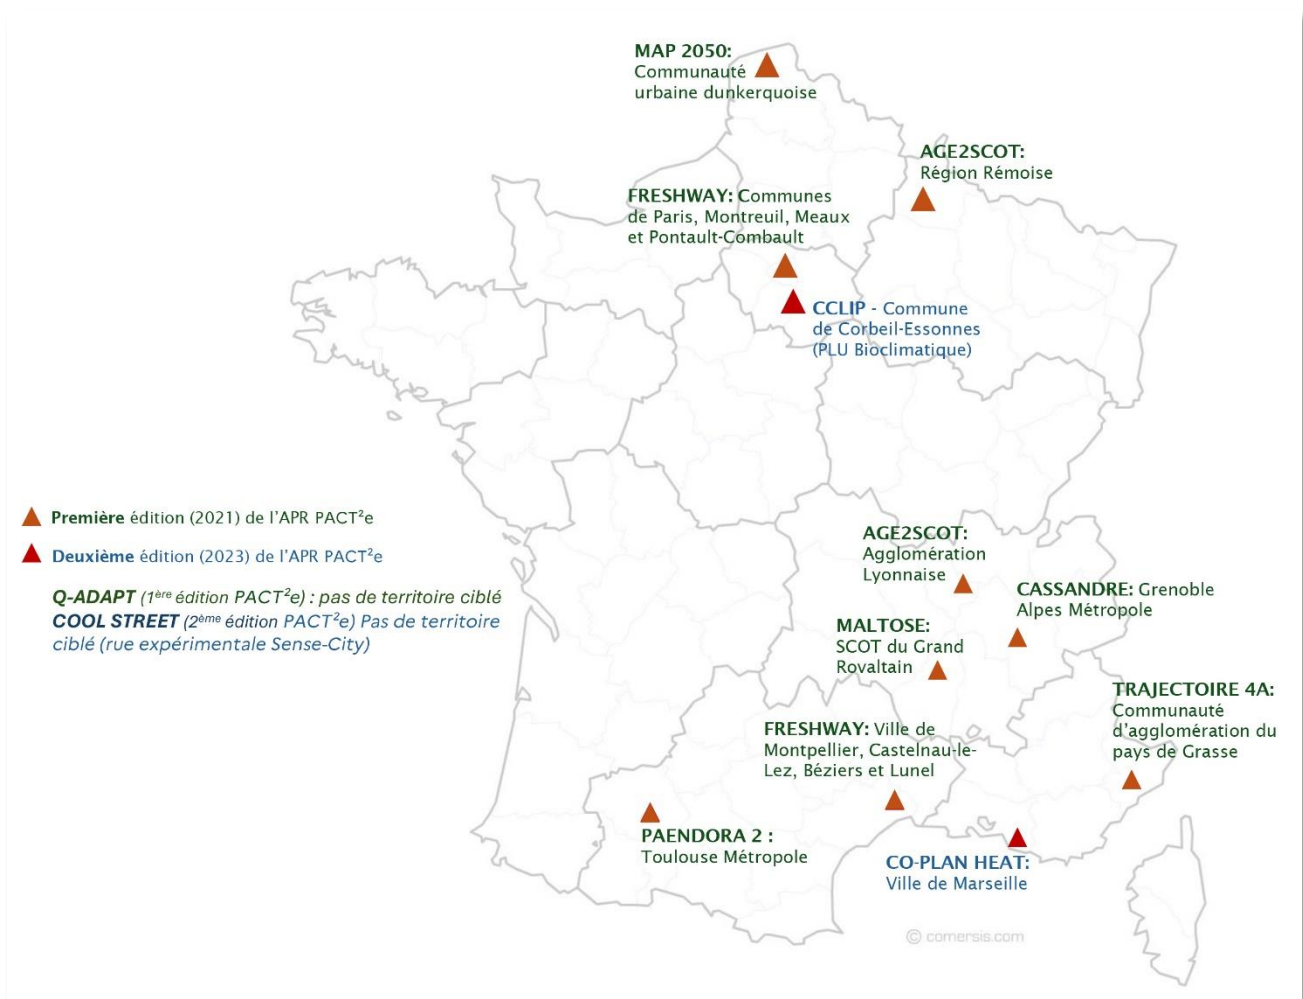 MAP 2050:
Communauté
urbaine dunkerquoise
AGE2SCOT:
Région Rémoise
FRESHWAY: Communes
de Paris, Montreuil, Meaux
et Pontault-Combault
CCLIP - Commune
de Corbeil-Essonnes
(PLU Bioclimatique)
Première édition (2021) de l'APR PACT²e
Deuxième édition (2023) de l'APR PACT²e
Q-ADAPT (1ère édition PACT²e) : pas de territoire ciblé
COOL STREET (2ème édition PACT²e) Pas de territoire
ciblé (rue expérimentale Sense-City)
AGE2SCOT:
Agglomération
Lyonnaise
CASSANDRE: Grenoble
Alpes Métropole
MALTOSE:
SCOT du Grand
Rovaltain
TRAJECTOIRE 4A:
Communauté
d'agglomération du
pays de Grasse
FRESHWAY: Ville de
Montpellier, Castelnau-le-
Lez, Béziers et Lunel
PAENDORA 2 :
Toulouse Métropole
CO-PLAN HEAT:
Ville de Marseille
© comersis.com